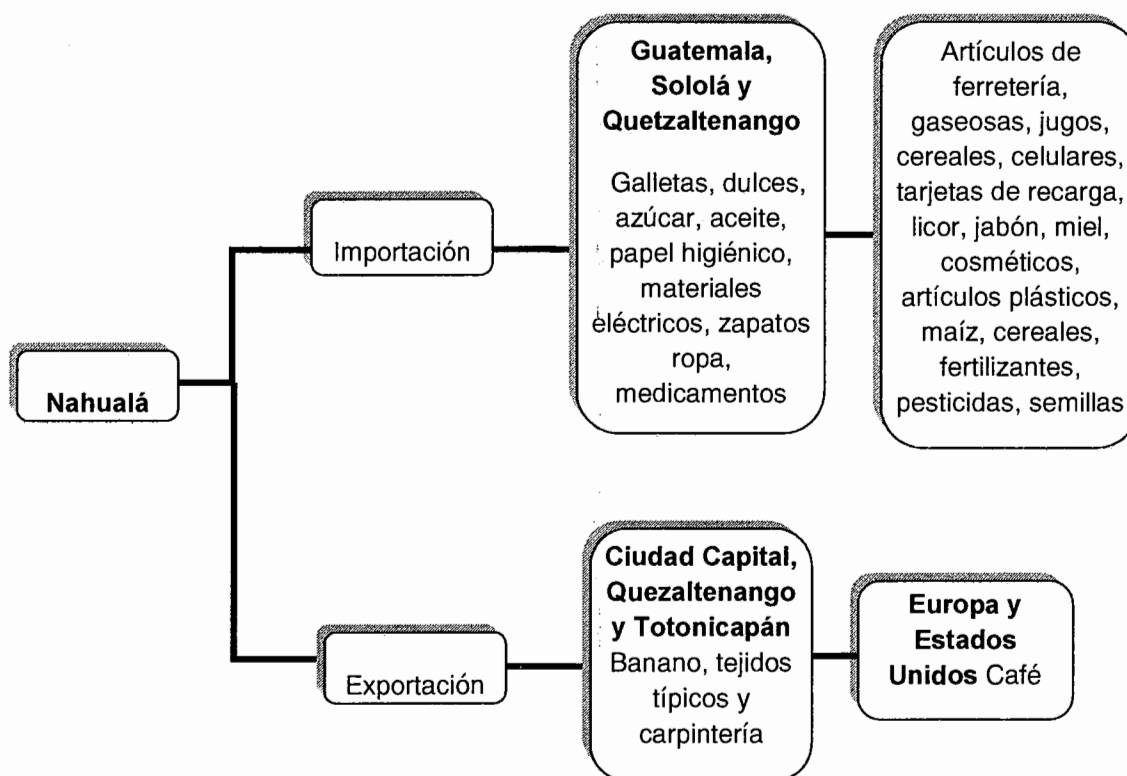 Nahualá
Importación
Guatemala,
Sololá y
Quetzaltenango
Galletas, dulces,
azúcar, aceite,
papel higiénico,
materiales
eléctricos, zapatos
ropa,
medicamentos
Artículos de
ferretería,
gaseosas, jugos,
cereales, celulares,
tarjetas de recarga,
licor, jabón, miel,
cosméticos,
artículos plásticos,
maíz, cereales,
fertilizantes,
pesticidas, semillas
Exportación
Ciudad Capital,
Quezaltenango
y Totonicapán
Banano, tejidos
típicos y
carpintería
Europa y
Estados
Unidos Café